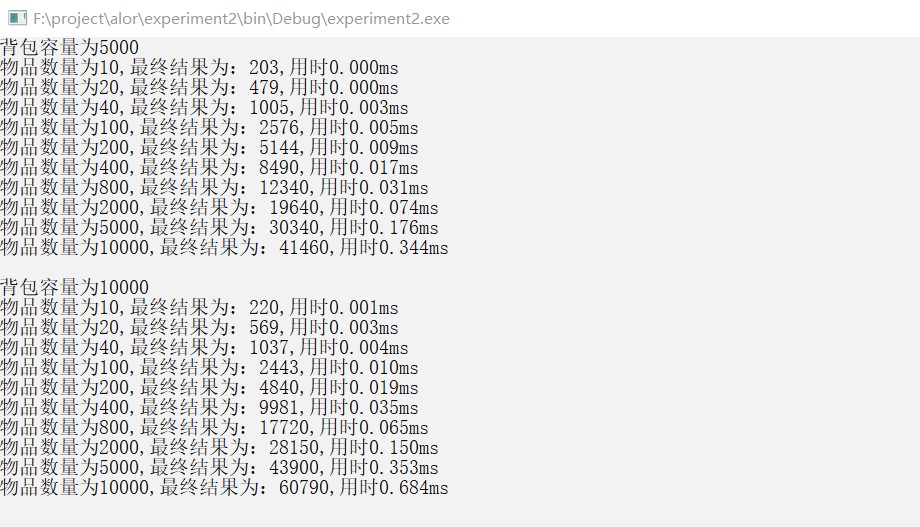 F:\project\alor\experiment2\bin\Debug\experiment2.exe
背包容量为5000
物品数量为10,最终结果为：203,用时0.000ms
物品数量为20,最终结果为：479,用时0.000ms
物品数量为40,最终结果为：1005,用时0.003ms
物品数量为100,最终结果为：2576,用时0.005ms
物品数量为200,最终结果为：5144,用时0.009ms
物品数量为400,最终结果为：8490,用时0.017ms
物品数量为800,最终结果为：12340,用时0.031ms
物品数量为2000,最终结果为：19640,用时0.074ms
物品数量为5000,最终结果为：30340,用时0.176ms
物品数量为10000,最终结果为：41460,用时0.344ms
背包容量为10000
物品数量为10,最终结果为：220,用时0.001ms
物品数量为20,最终结果为：569,用时0.003ms
物品数量为40,最终结果为：1037,用时0.004ms
物品数量为100,最终结果为：2443,用时0.010ms
物品数量为200,最终结果为：4840,用时0.019ms
物品数量为400,最终结果为：9981,用时0.035ms
物品数量为800,最终结果为：17720,用时0.065ms
物品数量为2000,最终结果为：28150,用时0.150ms
物品数量为5000,最终结果为：43900,用时0.353ms
物品数量为10000,最终结果为：60790,用时0.684ms